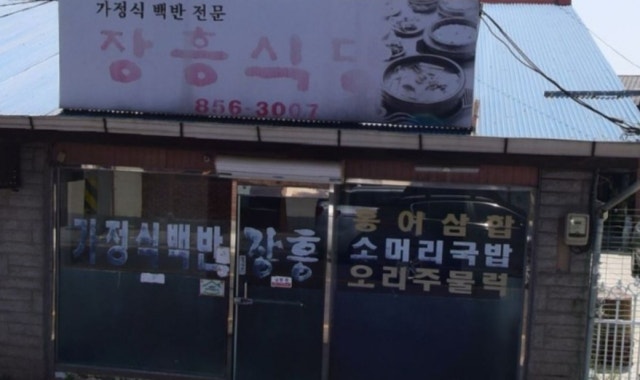 가정식 백반 전문
장흥식당
856-3007
가정식백반 장흥
홍어삼합
소머리국밥
오리주물럭